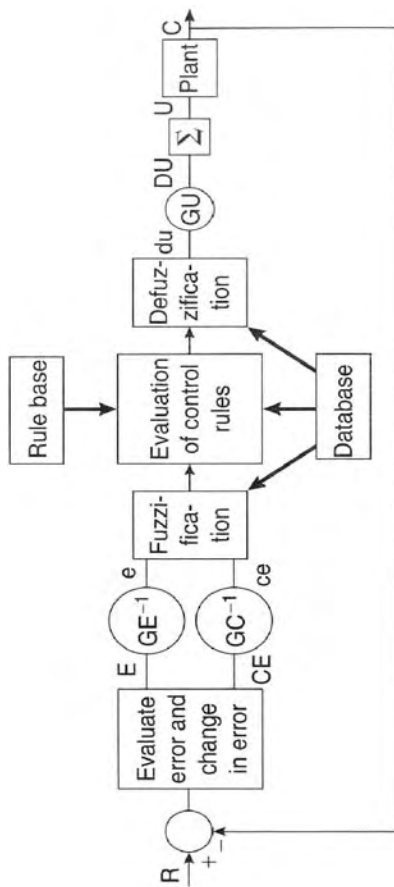 R
+
−
Evaluate
error and
change
in error
E
CE
GE⁻¹
GC⁻¹
e
ce
Fuzzi-
fica-
tion
Rule base
Evaluation
of control
rules
Database
Defuz-
zifica-
tion
du
GU
DU
Σ
U
Plant
C